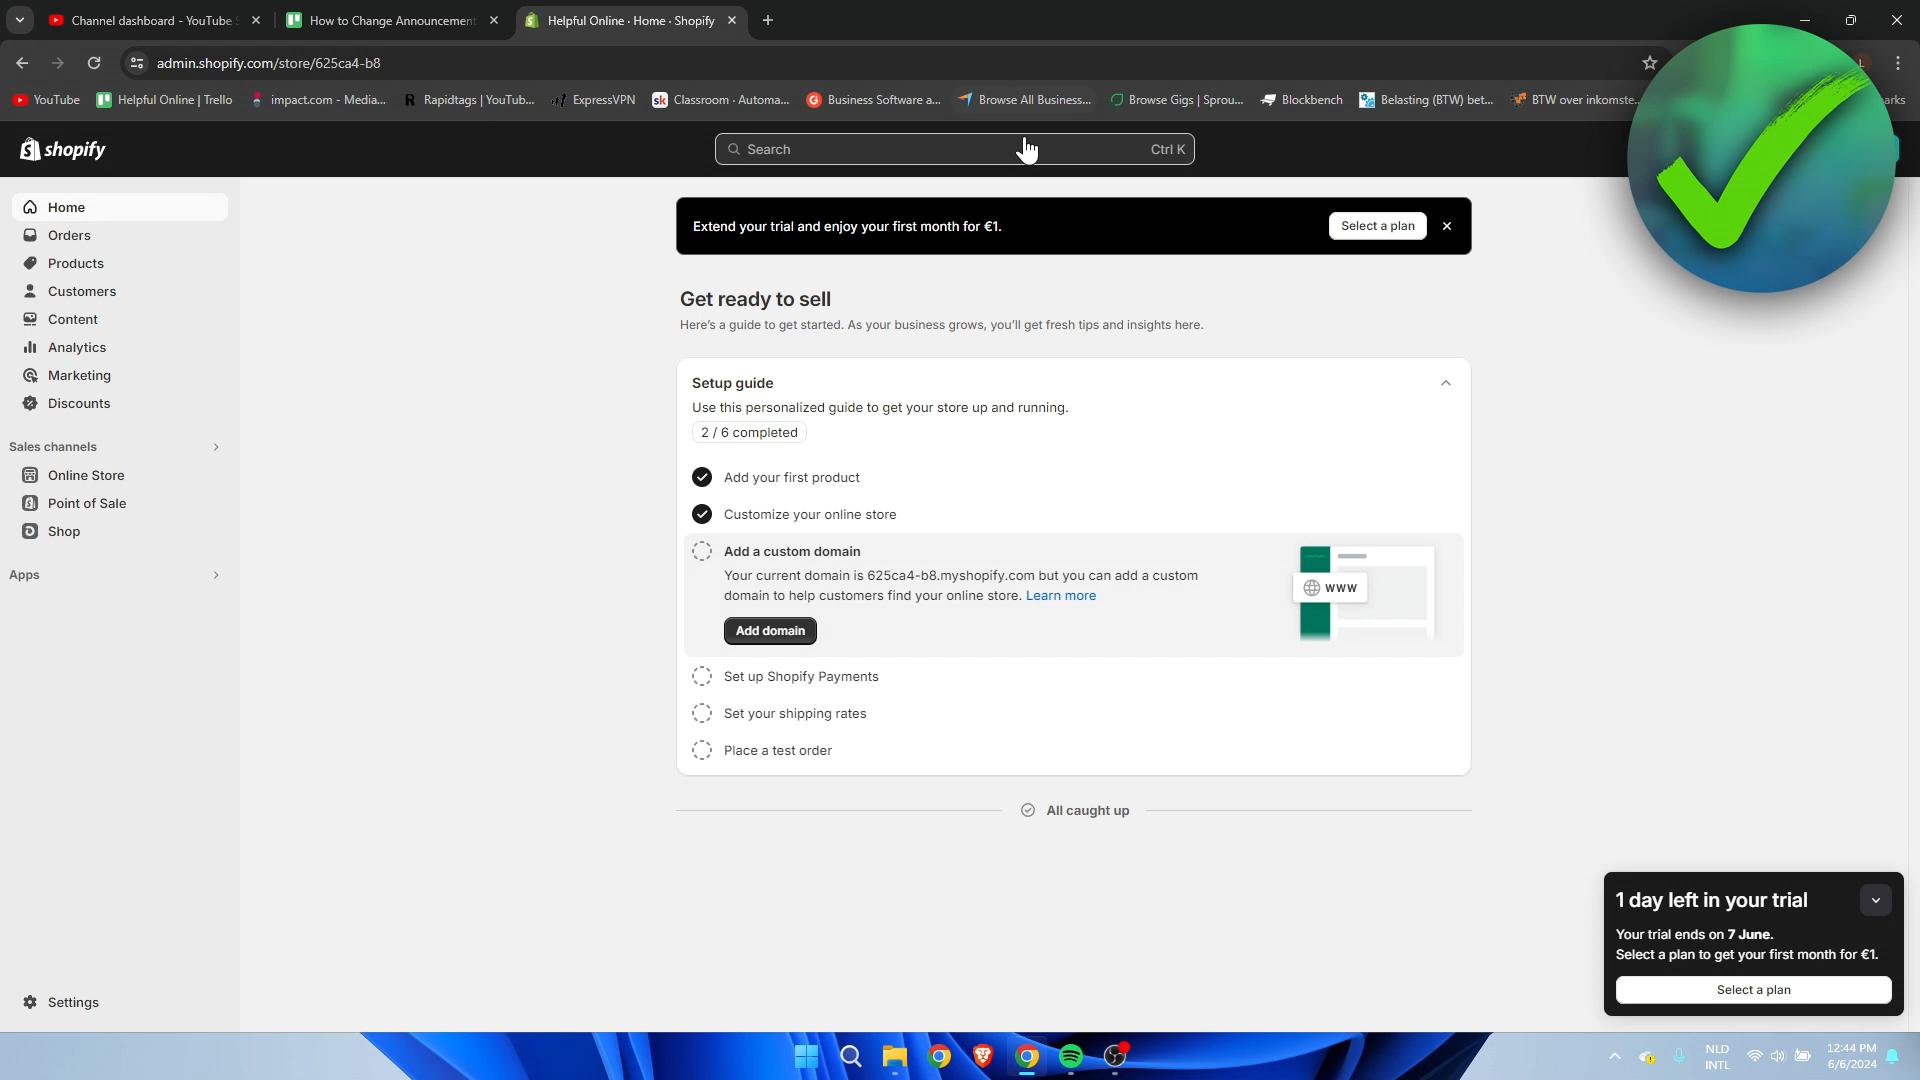 Channel dashboard - YouTube S
How to Change Announcement
Helpful Online · Home · Shopify
admin.shopify.com/store/625ca4-b8
YouTube
Helpful Online | Trello
impact.com - Media...
Rapidtags | YouTub...
ExpressVPN
Classroom · Automa...
Business Software a...
Browse All Business...
Browse Gigs | Sprou...
Blockbench
Belasting (BTW) bet...
BTW over inkomste...
shopify
Search
Ctrl K
Home
Orders
Products
Customers
Content
Analytics
Marketing
Discounts
Sales channels
Online Store
Point of Sale
Shop
Apps
Settings
Extend your trial and enjoy your first month for €1.
Select a plan
Get ready to sell
Here's a guide to get started. As your business grows, you'll get fresh tips and insights here.
Setup guide
Use this personalized guide to get your store up and running.
2 / 6 completed
Add your first product
Customize your online store
Add a custom domain
Your current domain is 625ca4-b8.myshopify.com but you can add a custom
domain to help customers find your online store. Learn more
Add domain
www
Set up Shopify Payments
Set your shipping rates
Place a test order
All caught up
1 day left in your trial
Your trial ends on 7 June.
Select a plan to get your first month for €1.
Select a plan
NLD
INTL
12:44 PM
6/6/2024